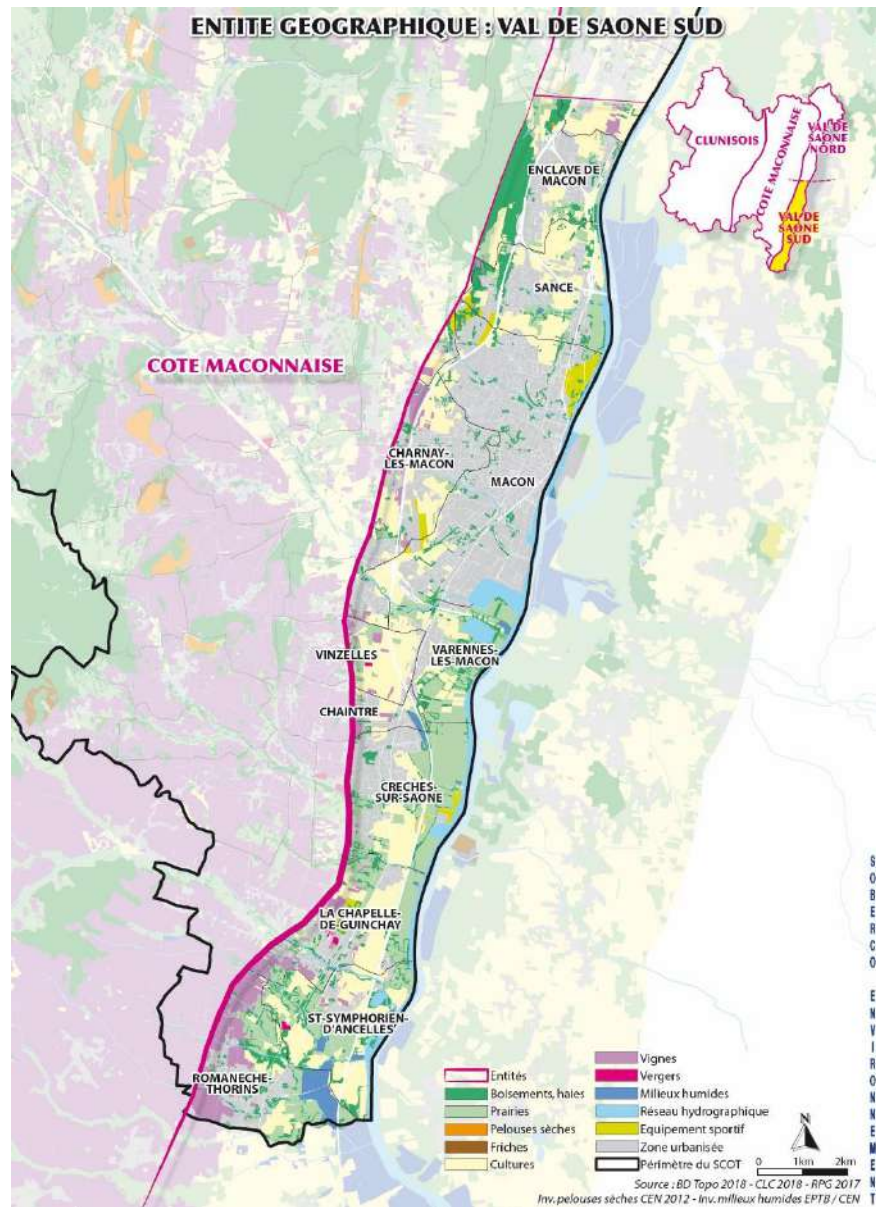 ENTITE GEOGRAPHIQUE : VAL DE SAONE SUD
CLUNISOIS
COTE MACONNAISE
VAL DE
SAONE
NORD
VAL DE
SAONE
SUD
ENCLAVE DE
MACON
SANCE
COTE MACONNAISE
CHARNAY-
LES-MACON
MACON
VINZELLES
VARENNES-
LES-MACON
CHAINTRE
CRECHES-
SUR-SAONE
LA CHAPELLE-
DE-GUINCHAY
ST-SYMPHORIEN-
D'ANCELLES
ROMANECHE-
THORINS
Entités
Boisements, haies
Prairies
Pelouses sèches
Friches
Cultures
Vignes
Vergers
Milieux humides
Réseau hydrographique
Equipement sportif
Zone urbanisée
Périmètre du SCOT
N
0 1km 2km
Source : BD Topo 2018 - CLC 2018 - RPG 2017
Inv. pelouses sèches CEN 2012 - Inv. milieux humides EPTB / CEN
SOBERCO ENVIRONNEMENT